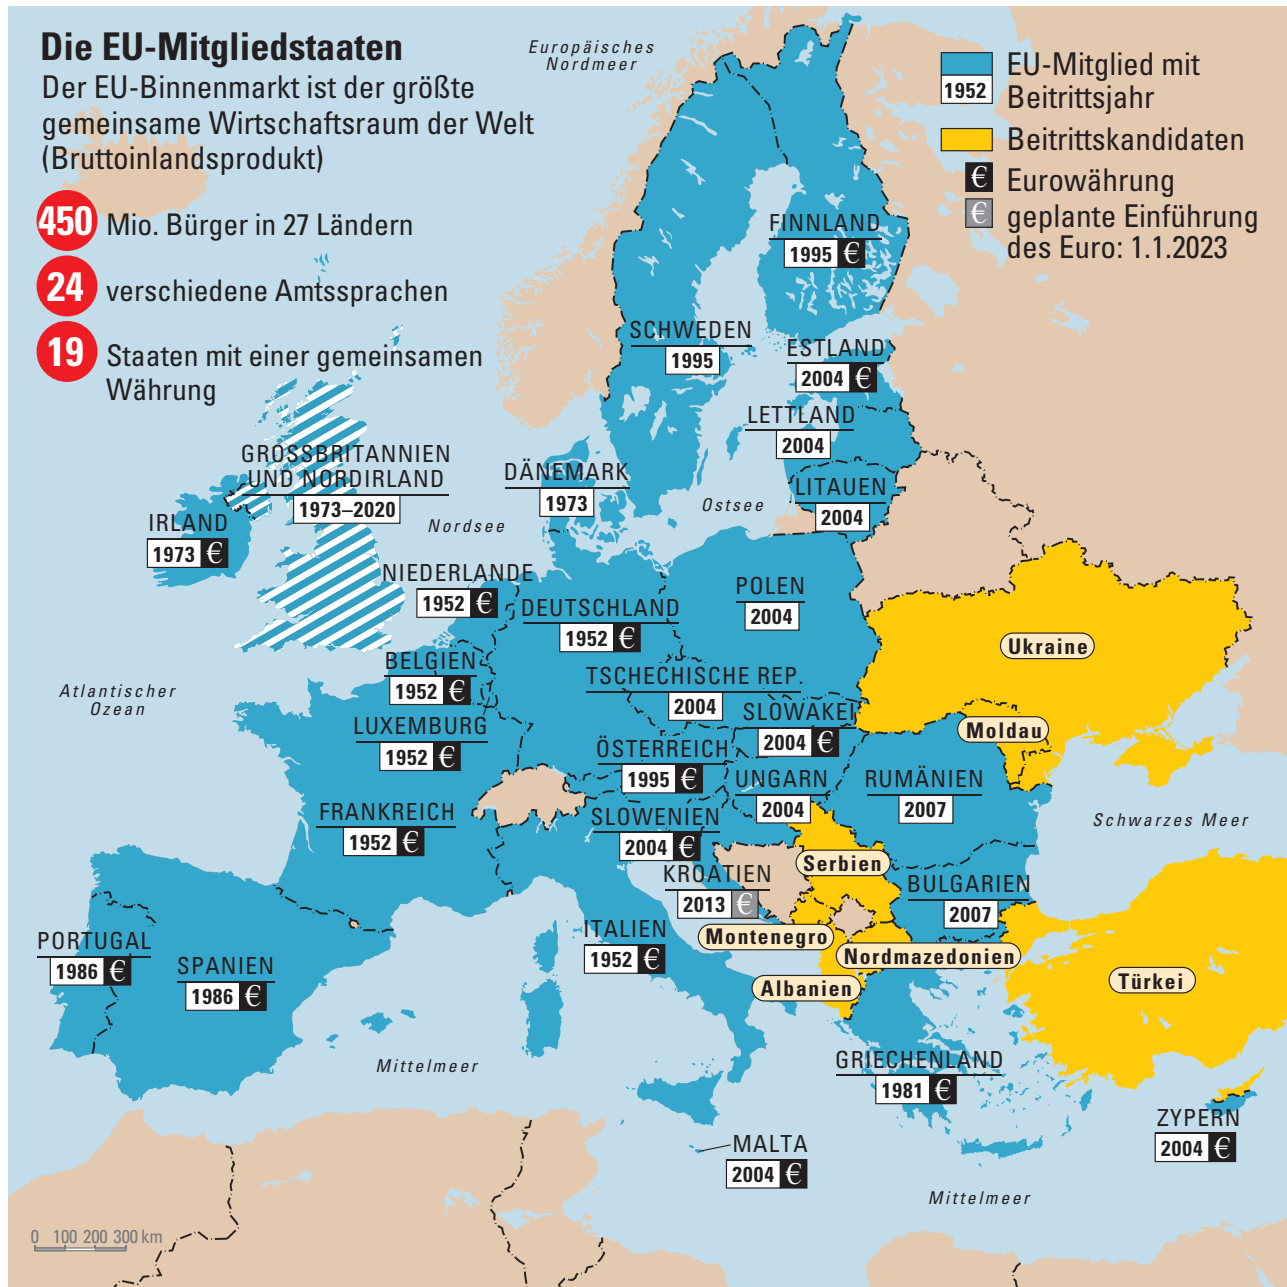 Die EU-Mitgliedstaaten
Der EU-Binnenmarkt ist der größte
gemeinsame Wirtschaftsraum der Welt
(Bruttoinlandsprodukt)
450 Mio. Bürger in 27 Ländern
24 verschiedene Amtssprachen
19 Staaten mit einer gemeinsamen
Währung
Europäisches
Nordmeer
1952 EU-Mitglied mit
Beitrittsjahr
Beitrittskandidaten
€ Eurowährung
€ geplante Einführung
des Euro: 1.1.2023
FINNLAND
1995 €
SCHWEDEN
1995
ESTLAND
2004 €
LETTLAND
2004
LITAUEN
2004
GROSSBRITANNIEN
UND NORDIRLAND
1973–2020
DÄNEMARK
1973
Ostsee
Nordsee
IRLAND
1973 €
NIEDERLANDE
1952 €
DEUTSCHLAND
1952 €
POLEN
2004
Ukraine
BELGIEN
1952 €
TSCHECHISCHE REP.
2004
Atlantischer
Ozean
LUXEMBURG
1952 €
SLOWAKEI
2004 €
Moldau
ÖSTERREICH
1995 €
UNGARN
2004
RUMÄNIEN
2007
FRANKREICH
1952 €
SLOWENIEN
2004 €
Schwarzes Meer
Serbien
KROATIEN
2013 €
BULGARIEN
2007
PORTUGAL
1986 €
SPANIEN
1986 €
ITALIEN
1952 €
Montenegro
Nordmazedonien
Albanien
Türkei
Mittelmeer
GRIECHENLAND
1981 €
ZYPERN
2004 €
MALTA
2004 €
Mittelmeer
0 100 200 300 km